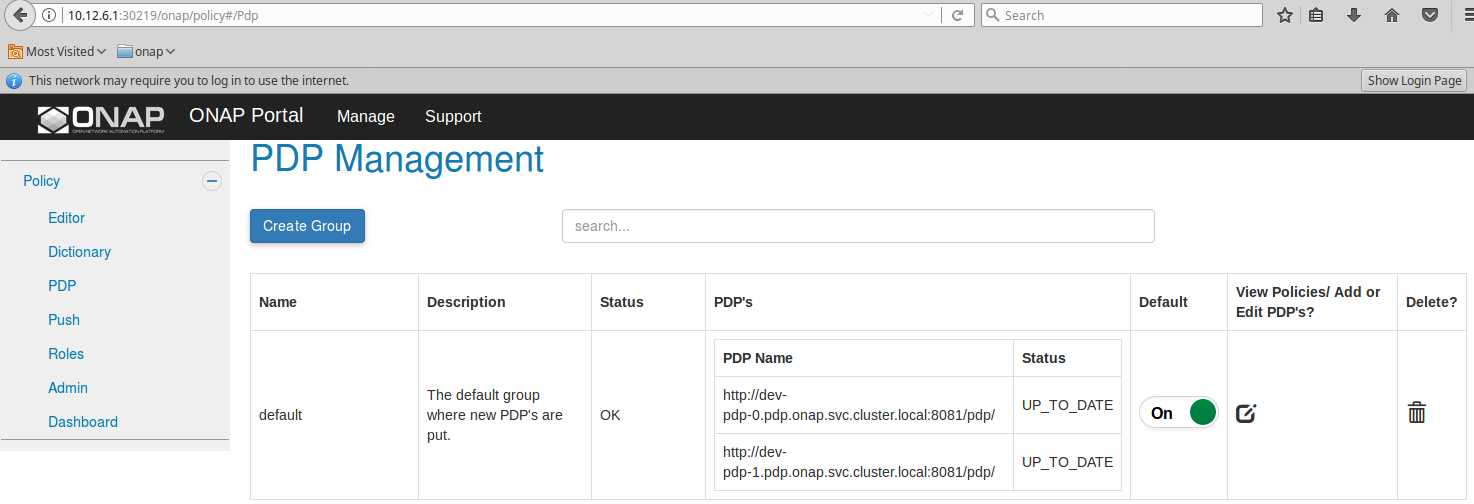 10.12.6.1:30219/onap/policy#/Pdp
Search
Most Visited
onap
This network may require you to log in to use the internet.
Show Login Page
ONAP
OPEN NETWORK AUTOMATION PLATFORM
ONAP Portal
Manage
Support
Policy
Editor
Dictionary
PDP
Push
Roles
Admin
Dashboard
PDP Management
Create Group
search...
Name
Description
Status
PDP's
Default
View Policies/ Add or
Edit PDP's?
Delete?
default
The default group
where new PDP's are
put.
OK
PDP Name
Status
http://dev-
pdp-0.pdp.onap.svc.cluster.local:8081/pdp/
UP_TO_DATE
http://dev-
pdp-1.pdp.onap.svc.cluster.local:8081/pdp/
UP_TO_DATE
On